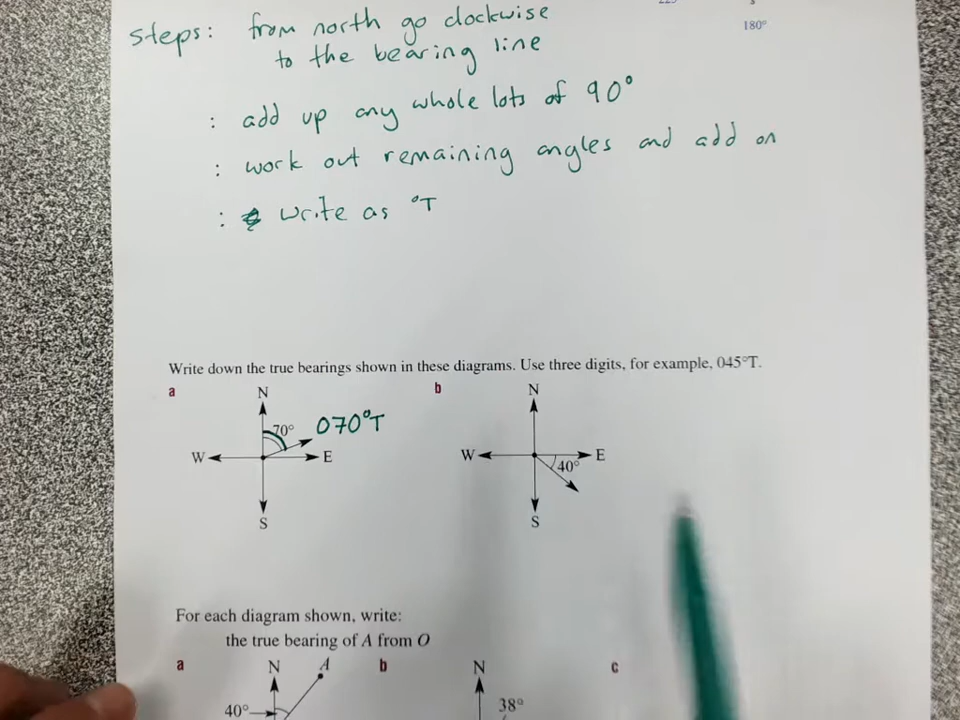 steps: from north go clockwise
to the bearing line
180°
: add up any whole lots of 90°
: work out remaining angles and add on
: write as °T
Write down the true bearings shown in these diagrams. Use three digits, for example, 045°T.
a
b
N
70°
070°T
W
E
S
N
W
E
40°
S
For each diagram shown, write:
the true bearing of A from O
a
N
A
b
N
c
40°
38°